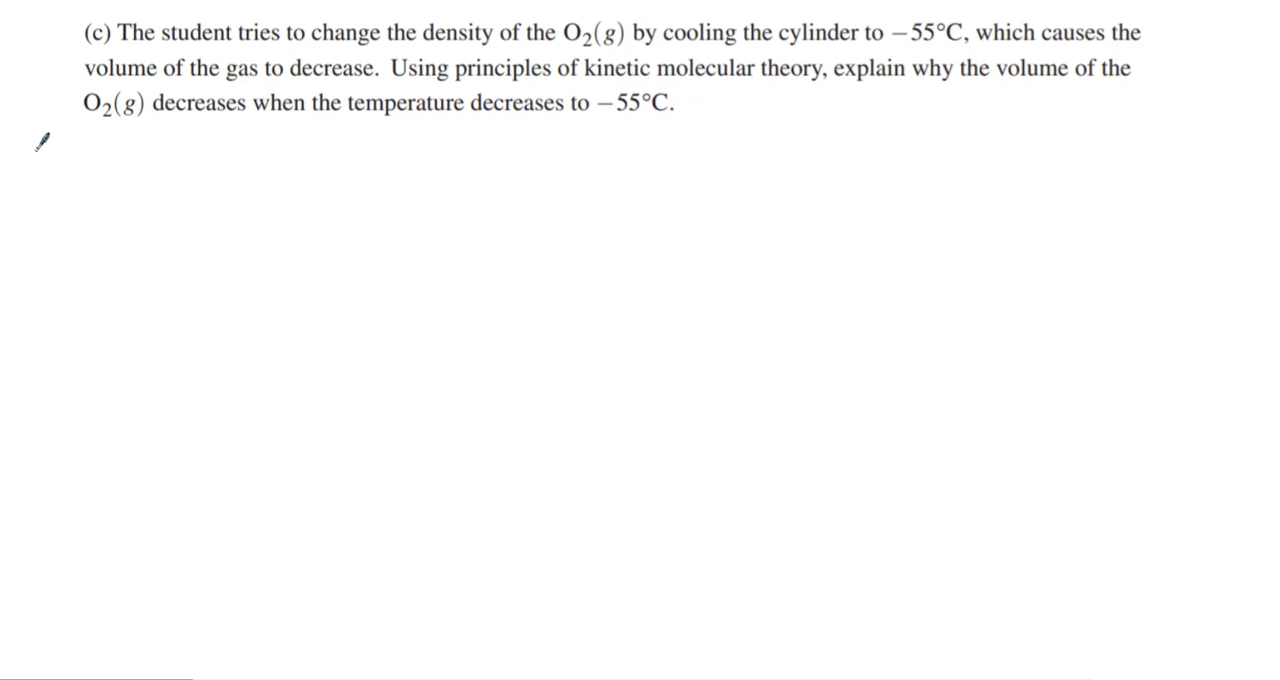 (c) The student tries to change the density of the O₂(g) by cooling the cylinder to −55°C, which causes the
volume of the gas to decrease. Using principles of kinetic molecular theory, explain why the volume of the
O₂(g) decreases when the temperature decreases to −55°C.